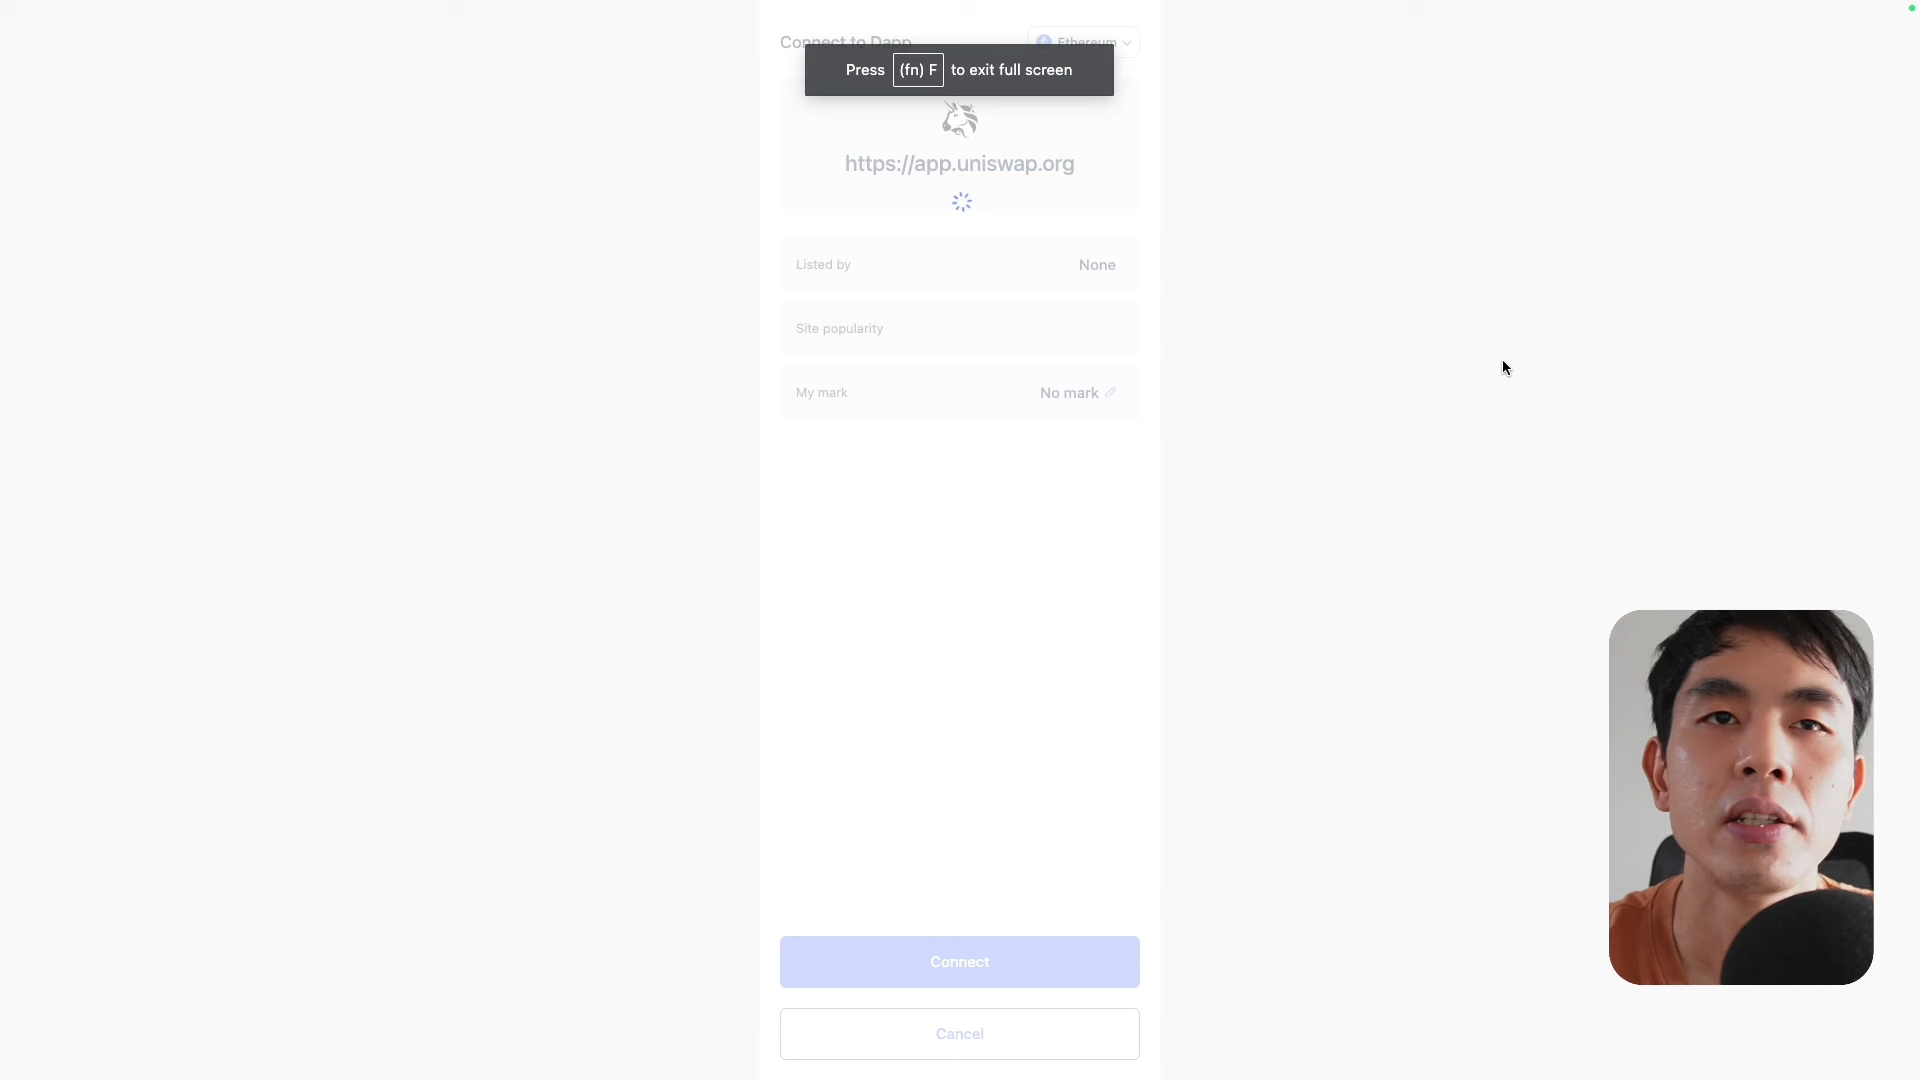 Connect to Dapp
Ethereum
Press (fn) F to exit full screen
https://app.uniswap.org
Listed by
None
Site popularity
My mark
No mark
Connect
Cancel